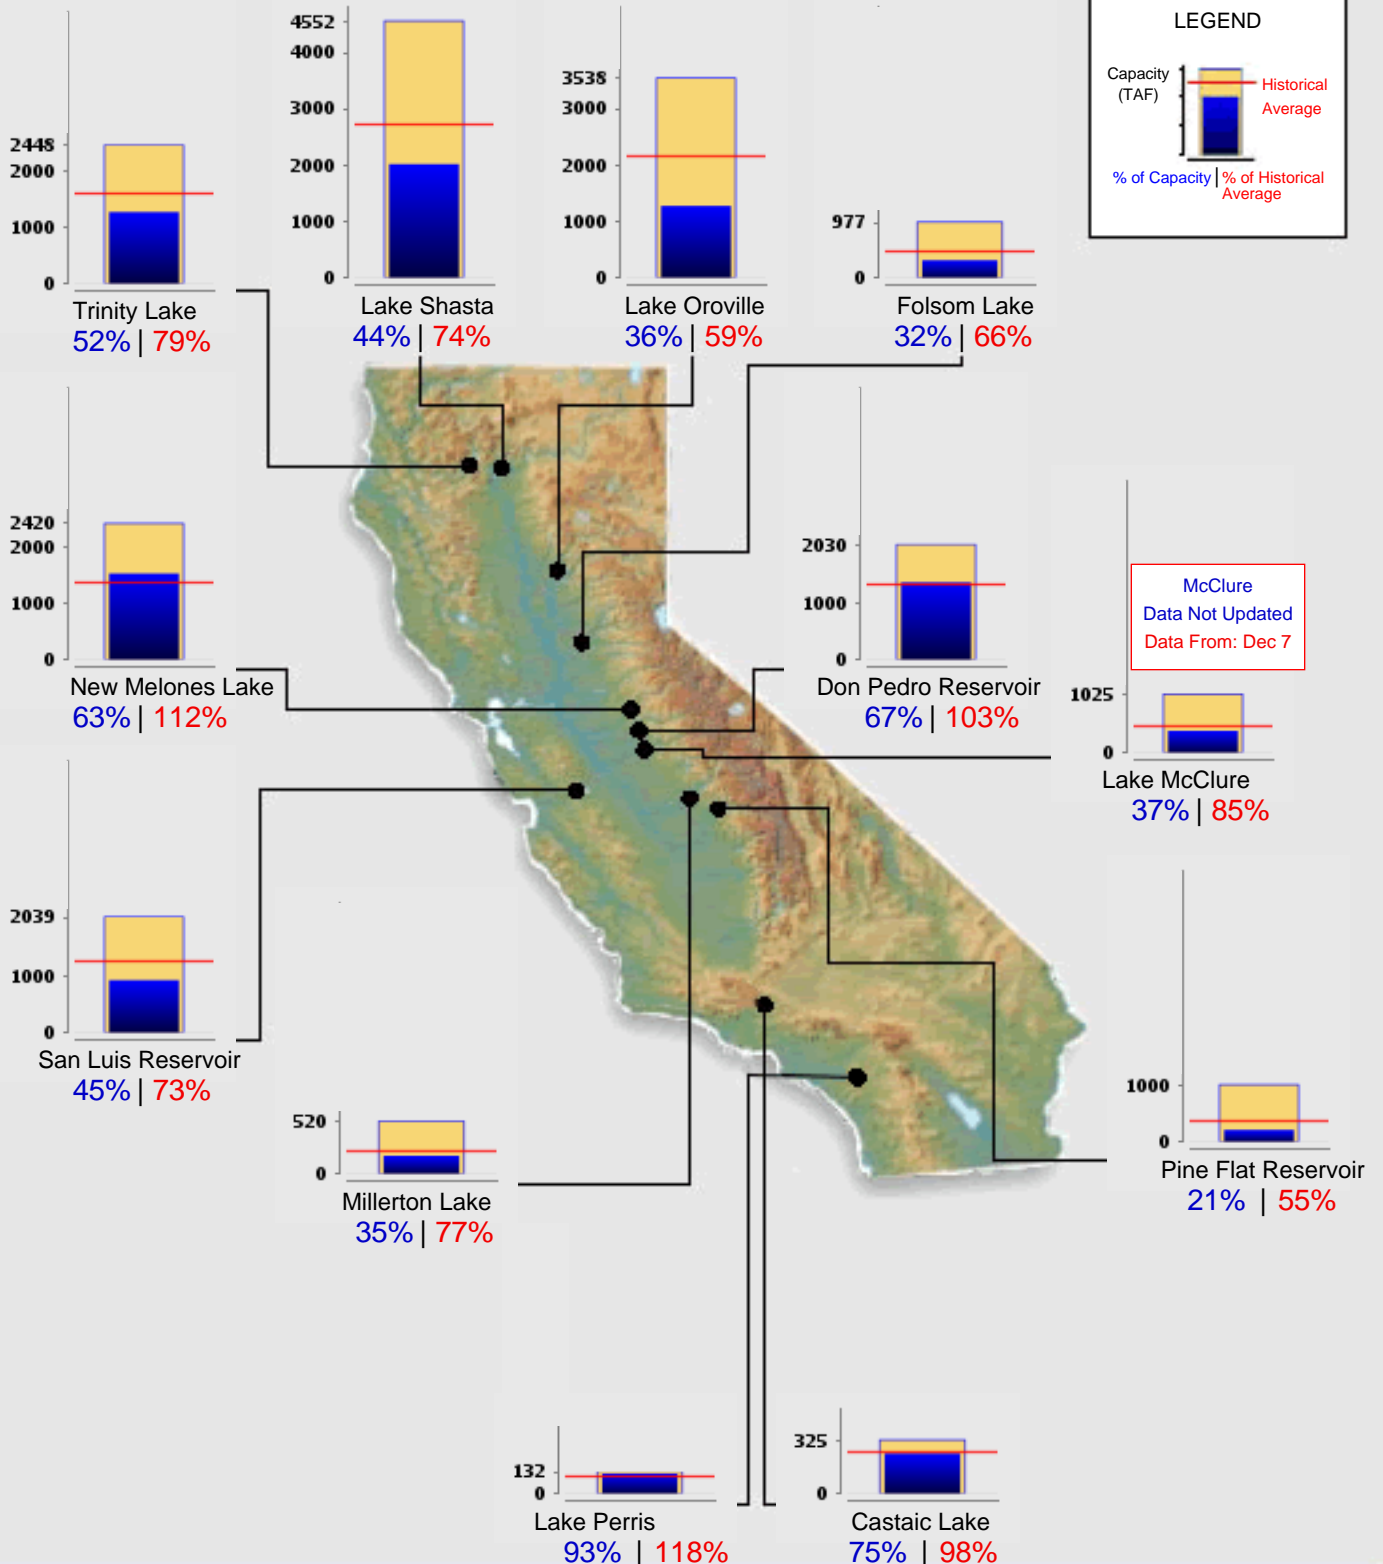 LEGEND
Capacity
(TAF)
Historical
Average
% of Capacity | % of Historical
Average
2448
2000
1000
0
Trinity Lake
52% | 79%
4552
4000
3000
2000
1000
0
Lake Shasta
44% | 74%
3538
3000
2000
1000
0
Lake Oroville
36% | 59%
977
0
Folsom Lake
32% | 66%
2420
2000
1000
0
New Melones Lake
63% | 112%
2030
1000
0
Don Pedro Reservoir
67% | 103%
McClure
Data Not Updated
Data From: Dec 7
1025
0
Lake McClure
37% | 85%
2039
1000
0
San Luis Reservoir
45% | 73%
520
0
Millerton Lake
35% | 77%
1000
0
Pine Flat Reservoir
21% | 55%
132
0
Lake Perris
93% | 118%
325
0
Castaic Lake
75% | 98%